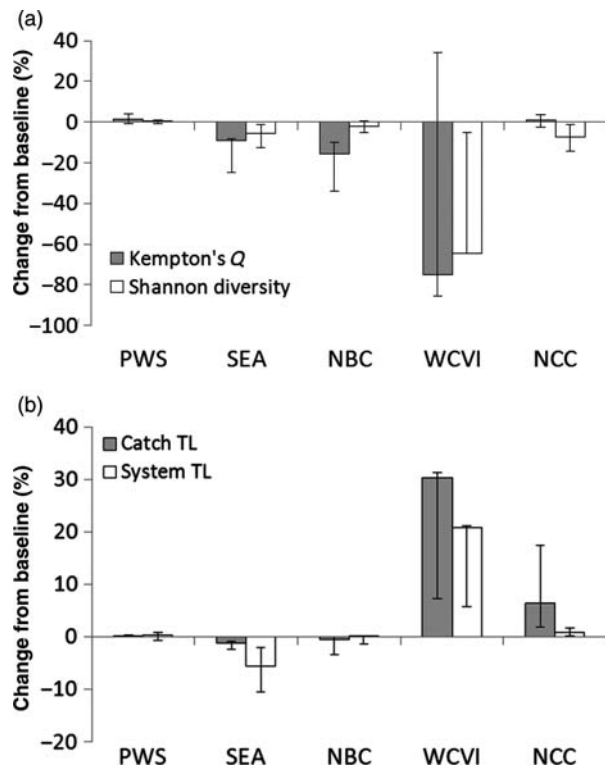 (a)
Change from baseline (%)
40
20
0
−20
−40
−60
−80
−100
Kempton's Q
Shannon diversity
PWS SEA NBC WCVI NCC
(b)
Change from baseline (%)
40
30
20
10
0
−10
−20
Catch TL
System TL
PWS SEA NBC WCVI NCC